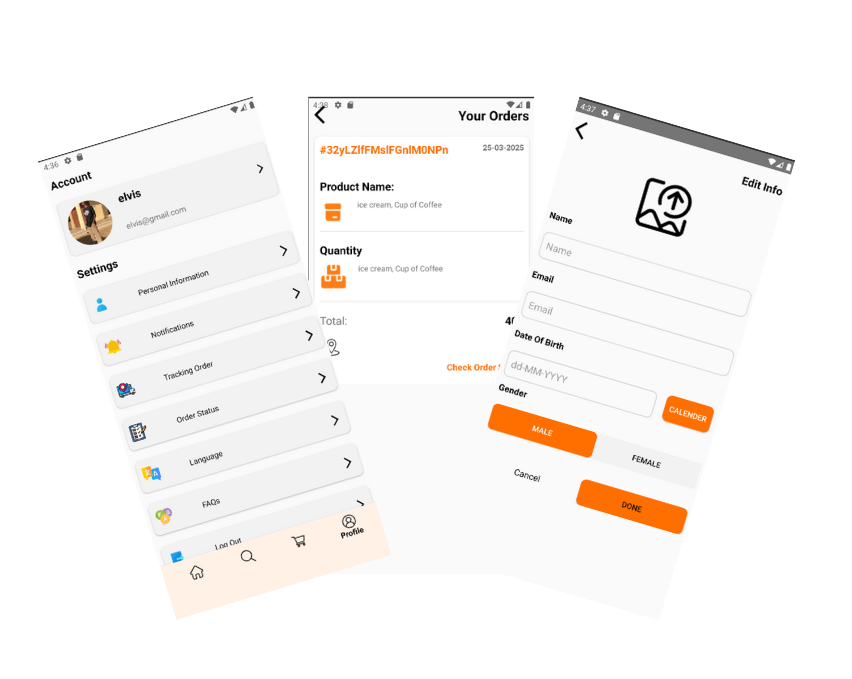 4:36
Account
elvis
elvis@gmail.com
Settings
Personal Information
Notifications
Tracking Order
Order Status
Language
FAQs
Log Out
Profile
4:38
Your Orders
#32yLZlfFMslFGnlM0NPn
25-03-2025
Product Name:
ice cream, Cup of Coffee
Quantity
ice cream, Cup of Coffee
Total:
Check Order
4:37
Edit Info
Name
Name
Email
Email
Date Of Birth
dd-MM-YYYY
CALENDER
Gender
MALE
FEMALE
Cancel
DONE